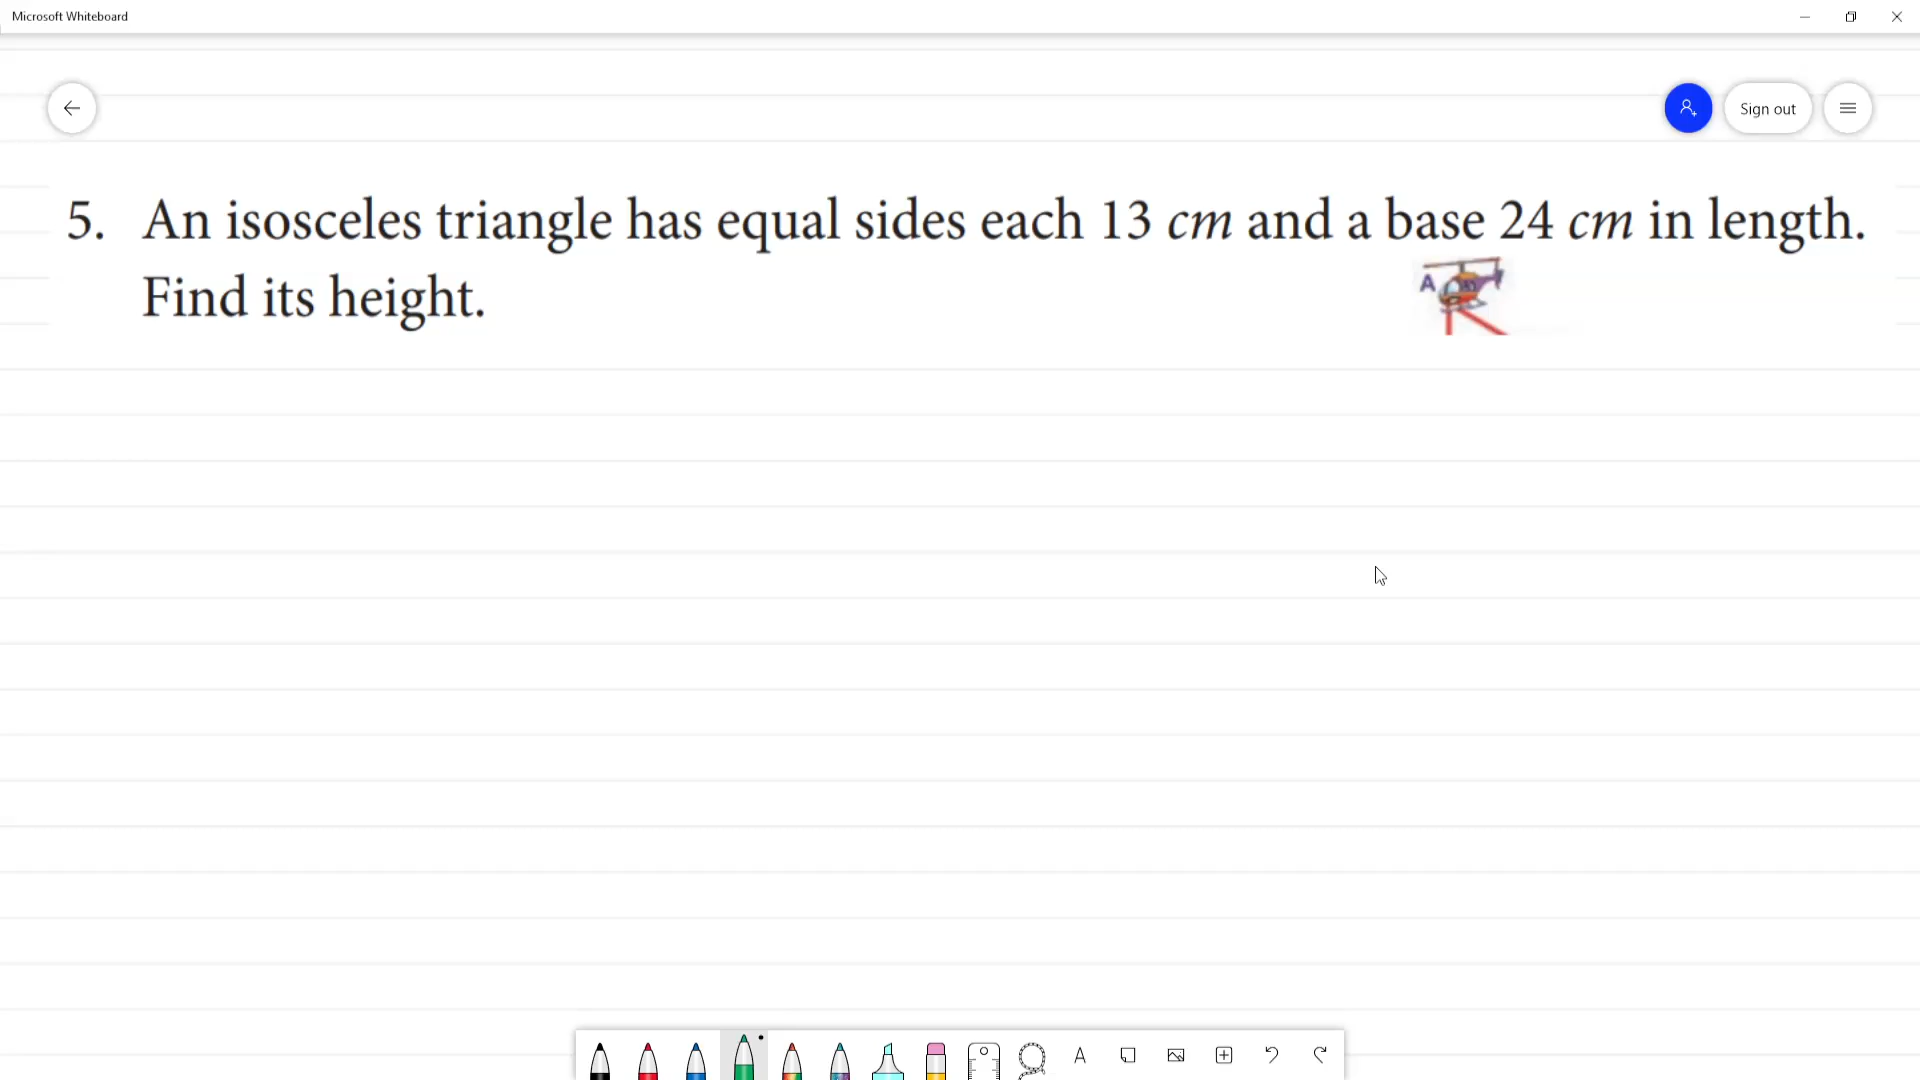 Microsoft Whiteboard
Sign out
5. An isosceles triangle has equal sides each 13 cm and a base 24 cm in length.
Find its height.
A